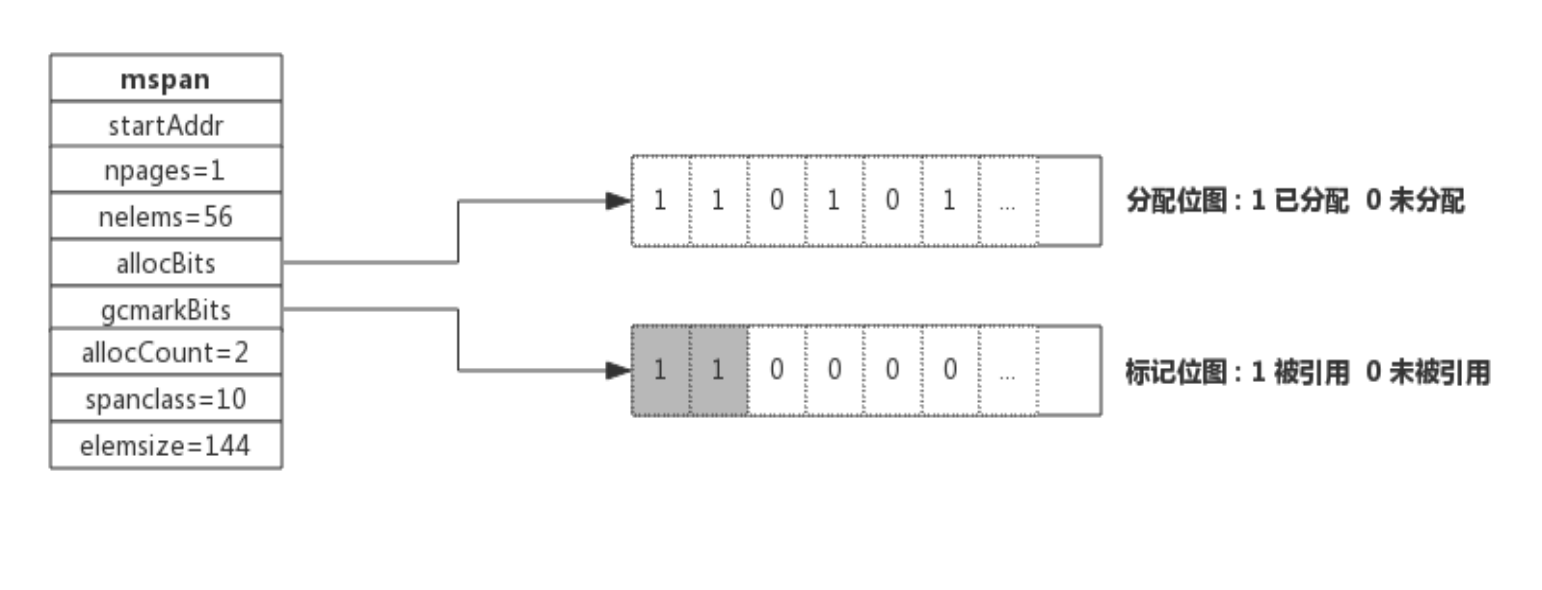 mspan
startAddr
npages=1
nelems=56
allocBits
gcmarkBits
allocCount=2
spanclass=10
elemsize=144
1 1 0 1 0 1 ...
分配位图：1 已分配 0 未分配
1 1 0 0 0 0 ...
标记位图：1 被引用 0 未被引用